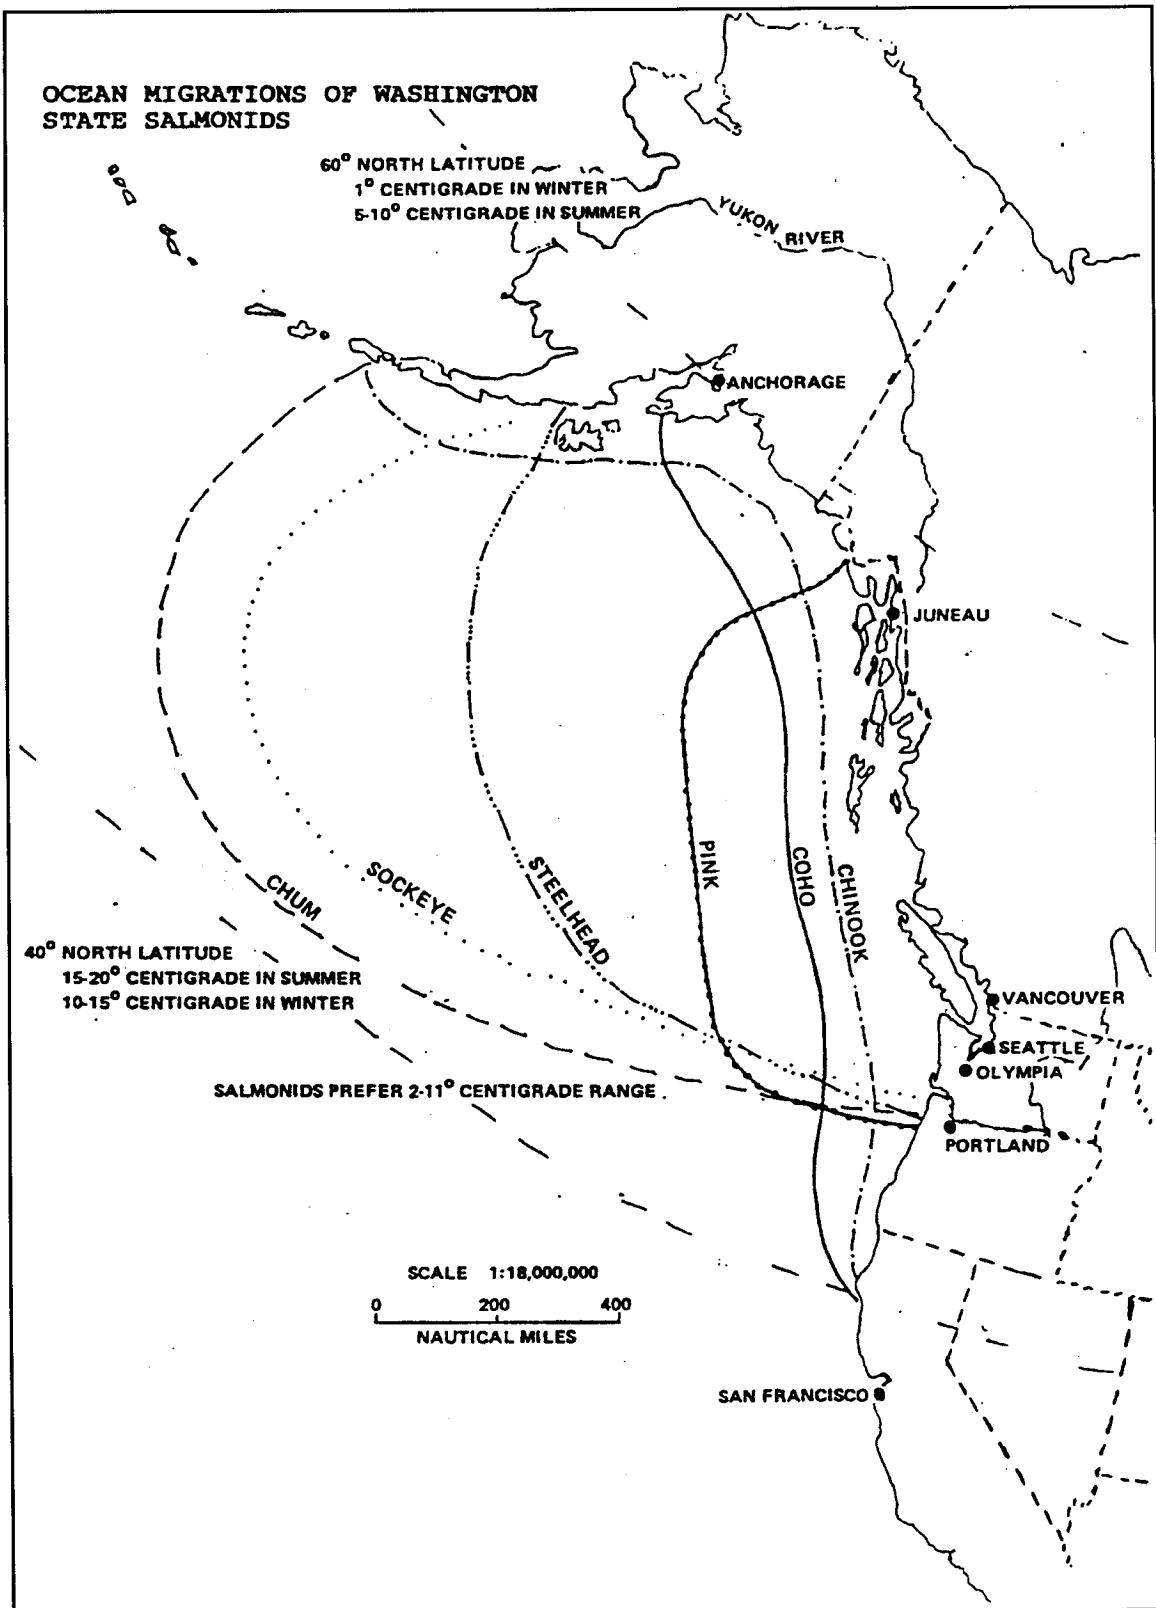 OCEAN MIGRATIONS OF WASHINGTON
STATE SALMONIDS
60° NORTH LATITUDE
1° CENTIGRADE IN WINTER
5-10° CENTIGRADE IN SUMMER
YUKON RIVER
ANCHORAGE
JUNEAU
PINK
COHO
CHINOOK
STEELHEAD
SOCKEYE
CHUM
40° NORTH LATITUDE
15-20° CENTIGRADE IN SUMMER
10-15° CENTIGRADE IN WINTER
VANCOUVER
SEATTLE
OLYMPIA
SALMONIDS PREFER 2-11° CENTIGRADE RANGE
PORTLAND
SCALE 1:18,000,000
0 200 400
NAUTICAL MILES
SAN FRANCISCO